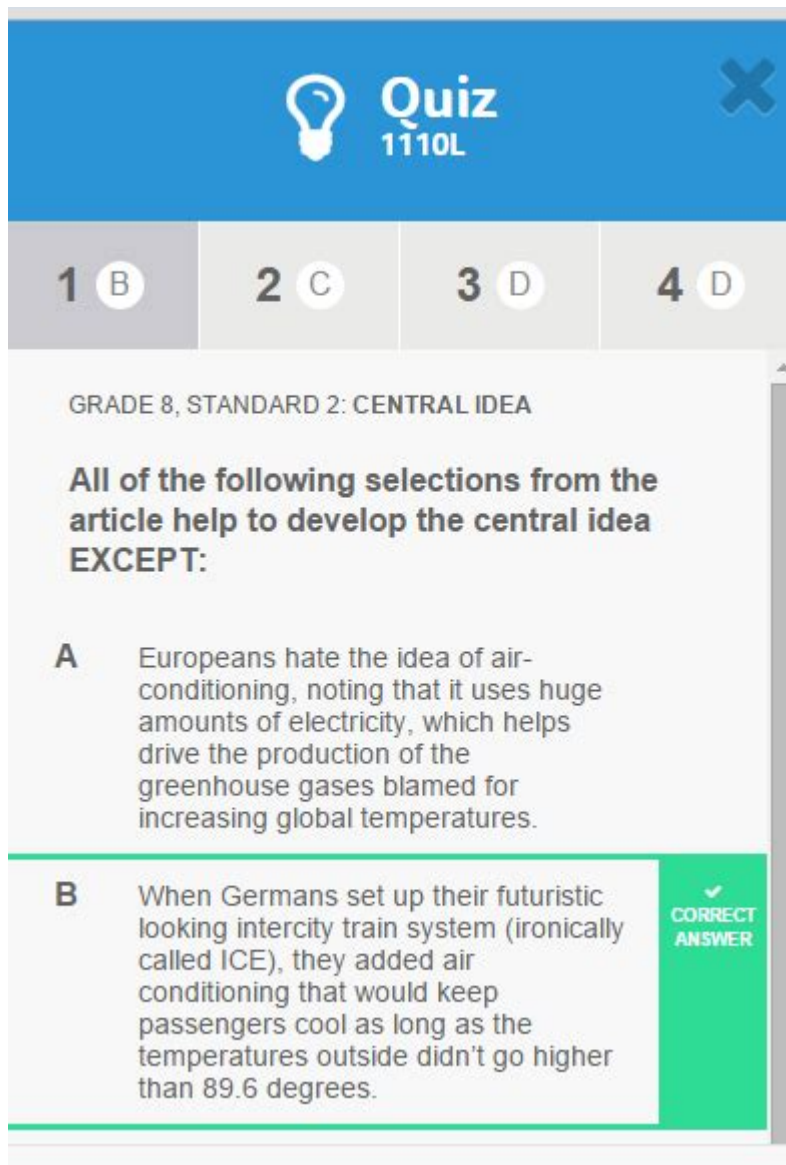 Quiz
1110L
1 B 2 C 3 D 4 D
GRADE 8, STANDARD 2: CENTRAL IDEA
All of the following selections from the
article help to develop the central idea
EXCEPT:
A Europeans hate the idea of air-
conditioning, noting that it uses huge
amounts of electricity, which helps
drive the production of the
greenhouse gases blamed for
increasing global temperatures.
B When Germans set up their futuristic
looking intercity train system (ironically
called ICE), they added air
conditioning that would keep
passengers cool as long as the
temperatures outside didn't go higher
than 89.6 degrees.
CORRECT
ANSWER